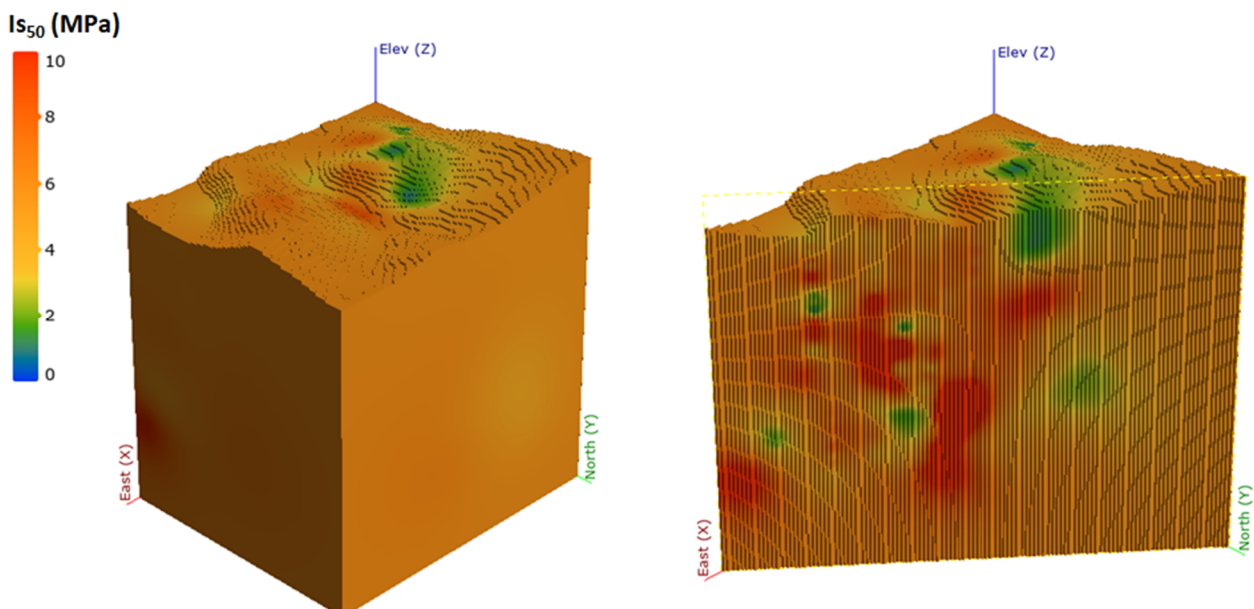 Is₅₀ (MPa)
10
8
6
4
2
0
Elev (Z)
East (X)
North (Y)
Elev (Z)
East (X)
North (Y)